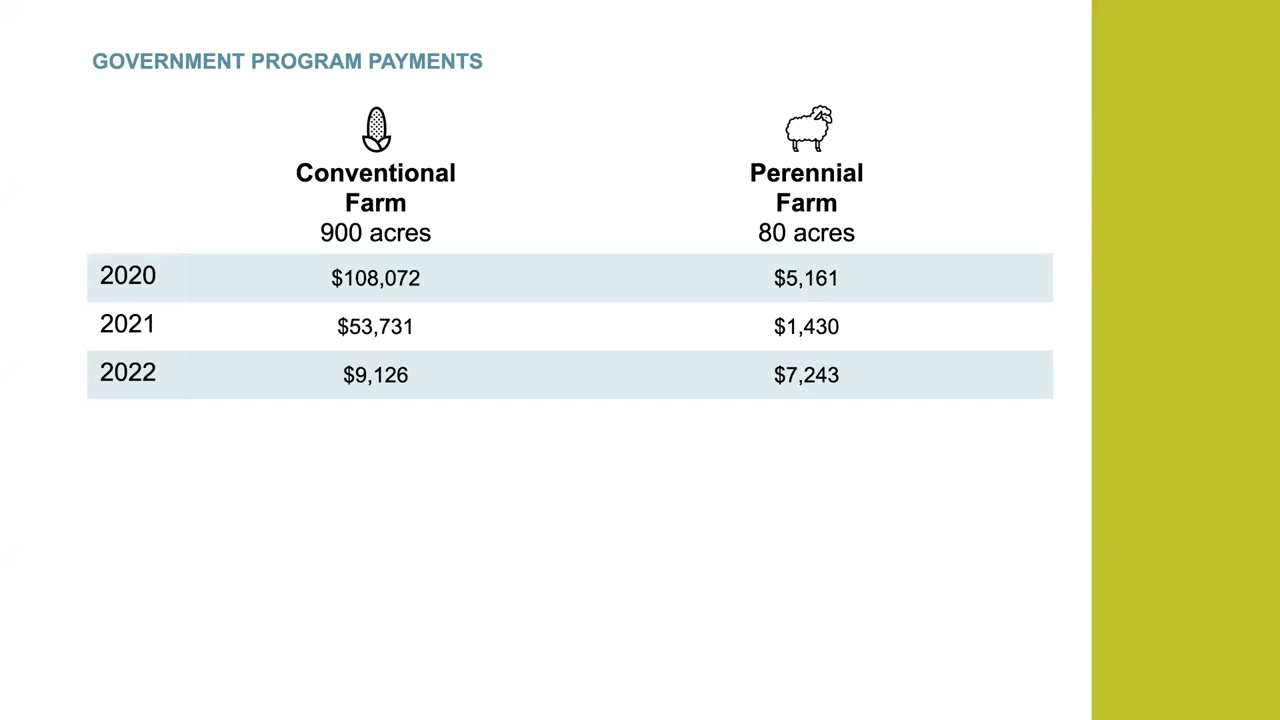 GOVERNMENT PROGRAM PAYMENTS
Conventional
Farm
900 acres
Perennial
Farm
80 acres
2020 $108,072 $5,161
2021 $53,731 $1,430
2022 $9,126 $7,243